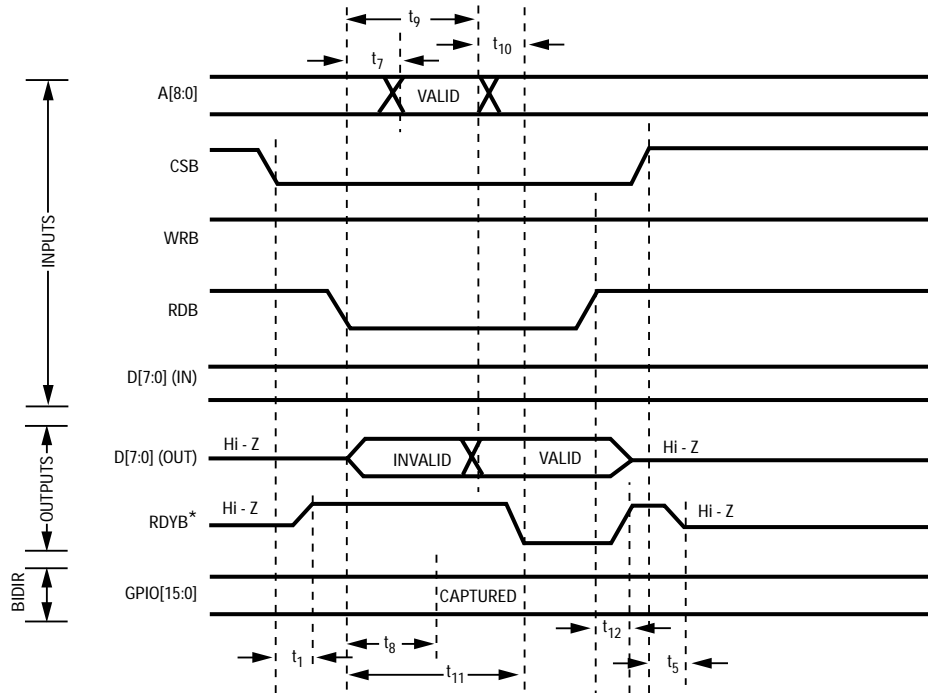 t9
t10
t7
A[8:0]
VALID
CSB
INPUTS
WRB
RDB
D[7:0] (IN)
Hi - Z
Hi - Z
D[7:0] (OUT)
INVALID
VALID
OUTPUTS
Hi - Z
Hi - Z
RDYB*
BIDIR
GPIO[15:0]
CAPTURED
t1
t8
t12
t5
t11